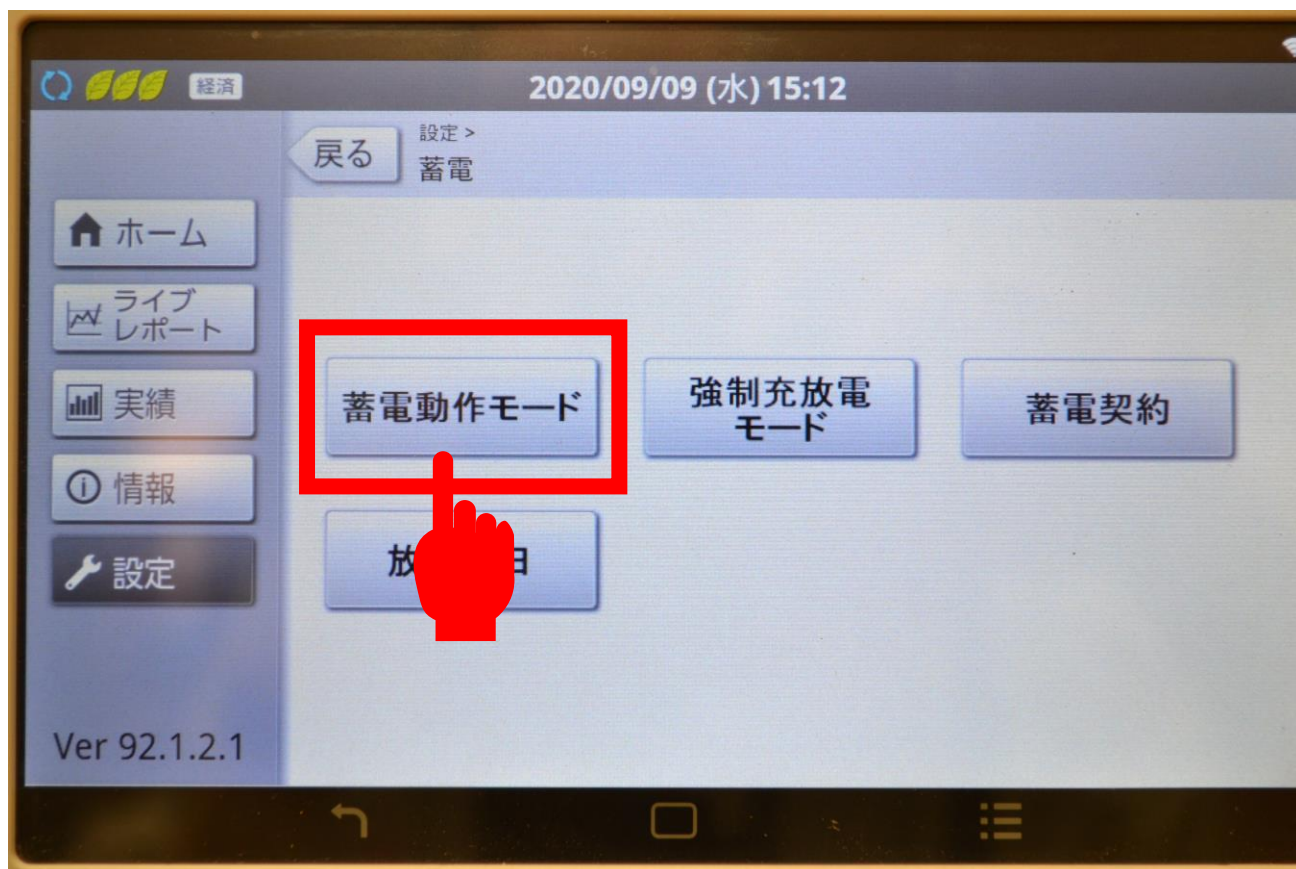 経済
2020/09/09 (水) 15:12
戻る
設定 >
蓄電
ホーム
ライブ
レポート
実績
情報
設定
蓄電動作モード
強制充放電
モード
蓄電契約
放
日
Ver 92.1.2.1